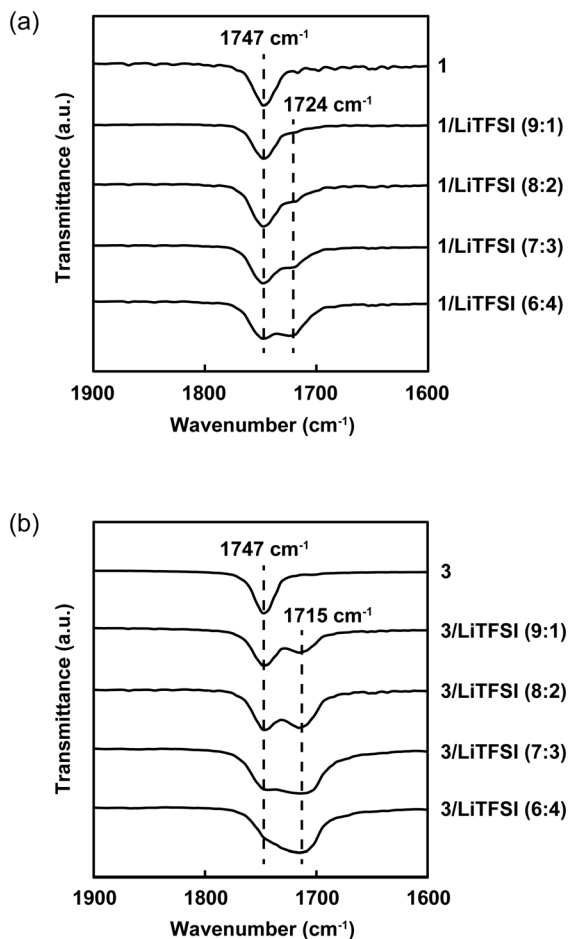 (a)
1747 cm⁻¹
1
1724 cm⁻¹
1/LiTFSI (9:1)
1/LiTFSI (8:2)
1/LiTFSI (7:3)
1/LiTFSI (6:4)
Transmittance (a.u.)
1900 1800 1700 1600
Wavenumber (cm⁻¹)
(b)
1747 cm⁻¹
3
1715 cm⁻¹
3/LiTFSI (9:1)
3/LiTFSI (8:2)
3/LiTFSI (7:3)
3/LiTFSI (6:4)
Transmittance (a.u.)
1900 1800 1700 1600
Wavenumber (cm⁻¹)